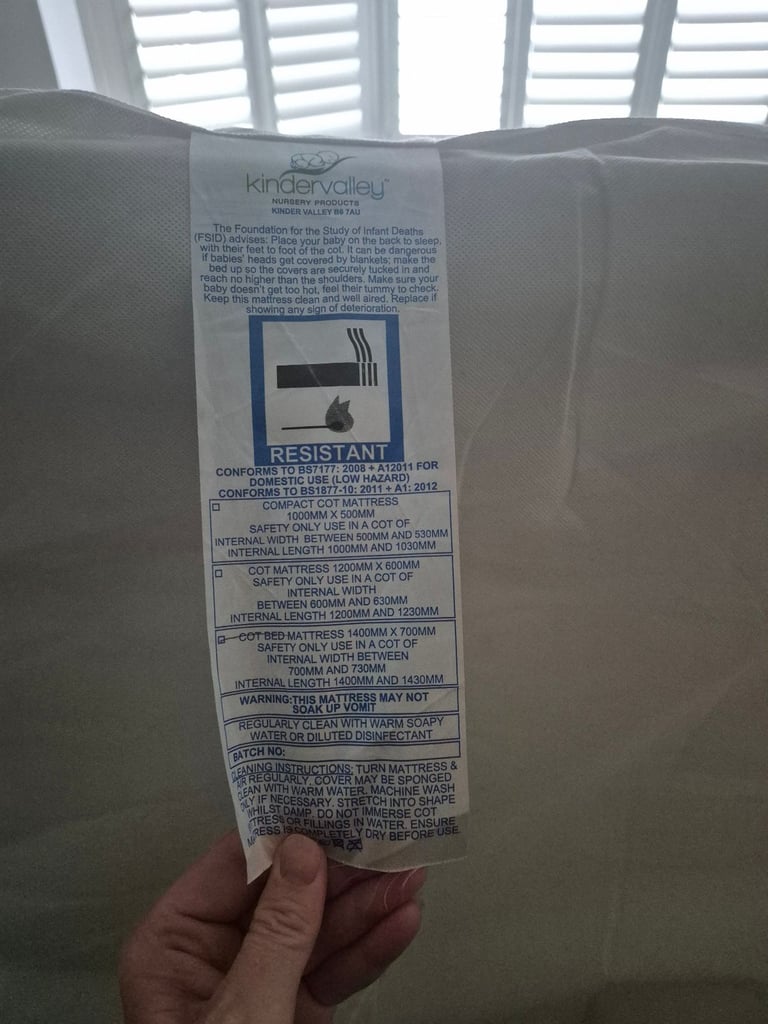 kindervalley™
NURSERY PRODUCTS
KINDER VALLEY B6 7AU
The Foundation for the Study of Infant Deaths
(FSID) advises: Place your baby on the back to sleep,
with their feet to foot of the cot. It can be dangerous
if babies' heads get covered by blankets; make the
bed up so the covers are securely tucked in and
reach no higher than the shoulders. Make sure your
baby doesn't get too hot, feel their tummy to check.
Keep this mattress clean and well aired. Replace if
showing any sign of deterioration.
RESISTANT
CONFORMS TO BS7177: 2008 + A12011 FOR
DOMESTIC USE (LOW HAZARD)
CONFORMS TO BS1877-10: 2011 + A1: 2012
COMPACT COT MATTRESS
1000MM X 500MM
SAFETY ONLY USE IN A COT OF
INTERNAL WIDTH BETWEEN 500MM AND 530MM
INTERNAL LENGTH 1000MM AND 1030MM
COT MATTRESS 1200MM X 600MM
SAFETY ONLY USE IN A COT OF
INTERNAL WIDTH
BETWEEN 600MM AND 630MM
INTERNAL LENGTH 1200MM AND 1230MM
COT BED MATTRESS 1400MM X 700MM
SAFETY ONLY USE IN A COT OF
INTERNAL WIDTH BETWEEN
700MM AND 730MM
INTERNAL LENGTH 1400MM AND 1430MM
WARNING:THIS MATTRESS MAY NOT
SOAK UP VOMIT
REGULARLY CLEAN WITH WARM SOAPY
WATER OR DILUTED DISINFECTANT
BATCH NO:
CLEANING INSTRUCTIONS: TURN MATTRESS &
AIR REGULARLY. COVER MAY BE SPONGED
CLEAN WITH WARM WATER. MACHINE WASH
ONLY IF NECESSARY. STRETCH INTO SHAPE
WHILST DAMP. DO NOT IMMERSE COT
TRESS OR FILLINGS IN WATER. ENSURE
RESS IS COMPLETELY DRY BEFORE USE